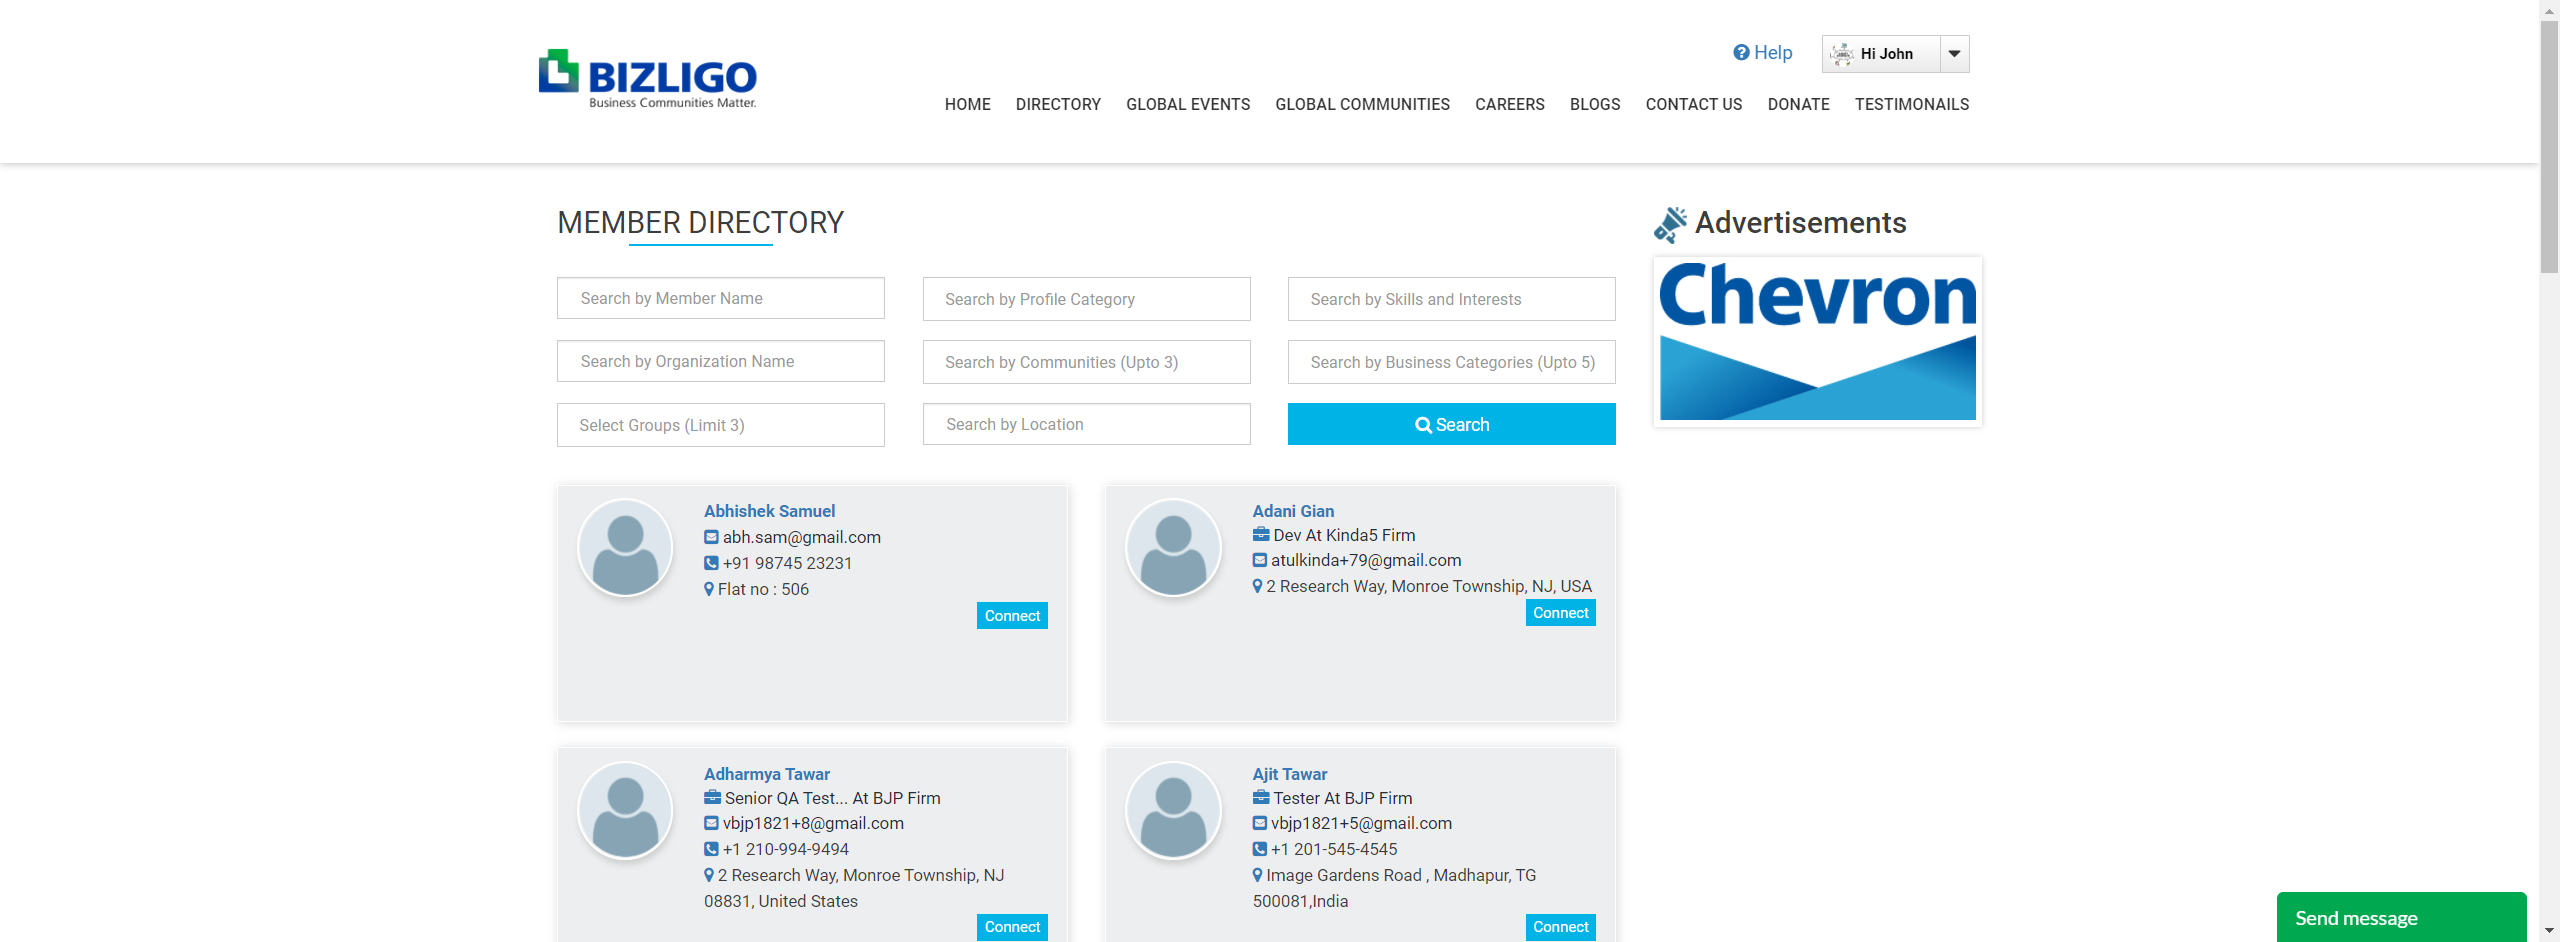 Help
Hi John
BIZLIGO
Business Communities Matter.
HOME DIRECTORY GLOBAL EVENTS GLOBAL COMMUNITIES CAREERS BLOGS CONTACT US DONATE TESTIMONAILS
MEMBER DIRECTORY
Advertisements
Search by Member Name
Search by Profile Category
Search by Skills and Interests
Search by Organization Name
Search by Communities (Upto 3)
Search by Business Categories (Upto 5)
Select Groups (Limit 3)
Search by Location
Search
Chevron
Abhishek Samuel
abh.sam@gmail.com
+91 98745 23231
Flat no : 506
Connect
Adani Gian
Dev At Kinda5 Firm
atulkinda+79@gmail.com
2 Research Way, Monroe Township, NJ, USA
Connect
Adharmya Tawar
Senior QA Test... At BJP Firm
vbjp1821+8@gmail.com
+1 210-994-9494
2 Research Way, Monroe Township, NJ
08831, United States
Connect
Ajit Tawar
Tester At BJP Firm
vbjp1821+5@gmail.com
+1 201-545-4545
Image Gardens Road , Madhapur, TG
500081,India
Connect
Send message